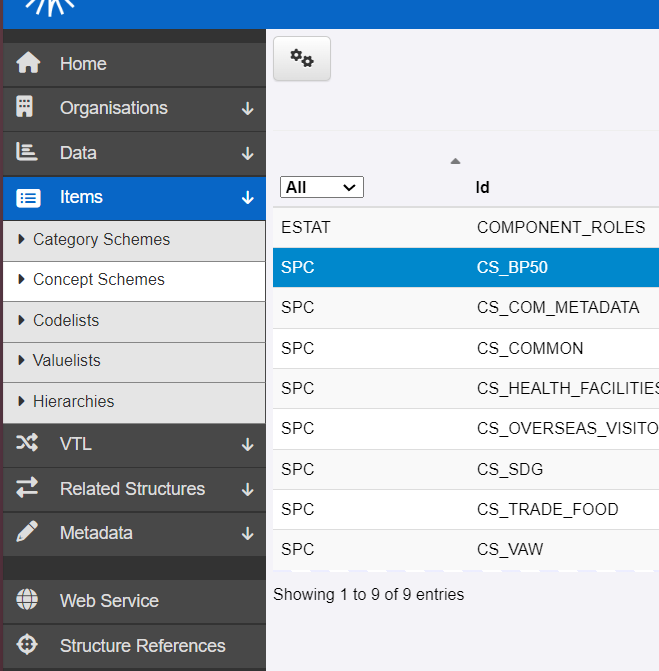 Home
Organisations
Data
Items
Category Schemes
Concept Schemes
Codelists
Valuelists
Hierarchies
VTL
Related Structures
Metadata
Web Service
Structure References
All Id
ESTAT COMPONENT_ROLES
SPC CS_BP50
SPC CS_COM_METADATA
SPC CS_COMMON
SPC CS_HEALTH_FACILITIES
SPC CS_OVERSEAS_VISITO
SPC CS_SDG
SPC CS_TRADE_FOOD
SPC CS_VAW
Showing 1 to 9 of 9 entries